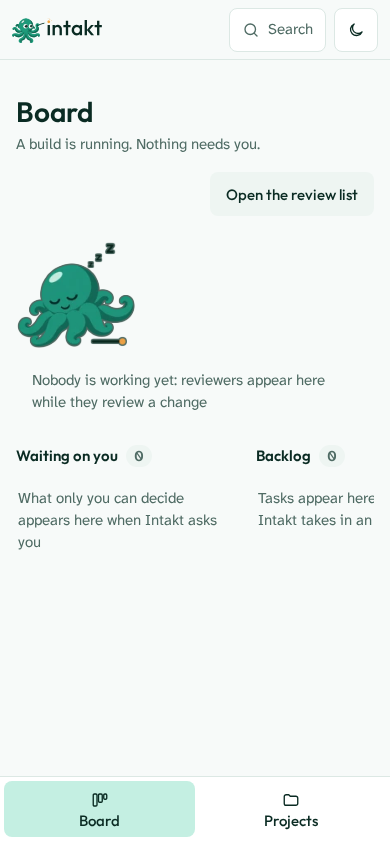 intakt
Search
Board
A build is running. Nothing needs you.
Open the review list
z z z
Nobody is working yet: reviewers appear here
while they review a change
Waiting on you 0
Backlog 0
What only you can decide
appears here when Intakt asks
you
Tasks appear here
Intakt takes in an
Board
Projects